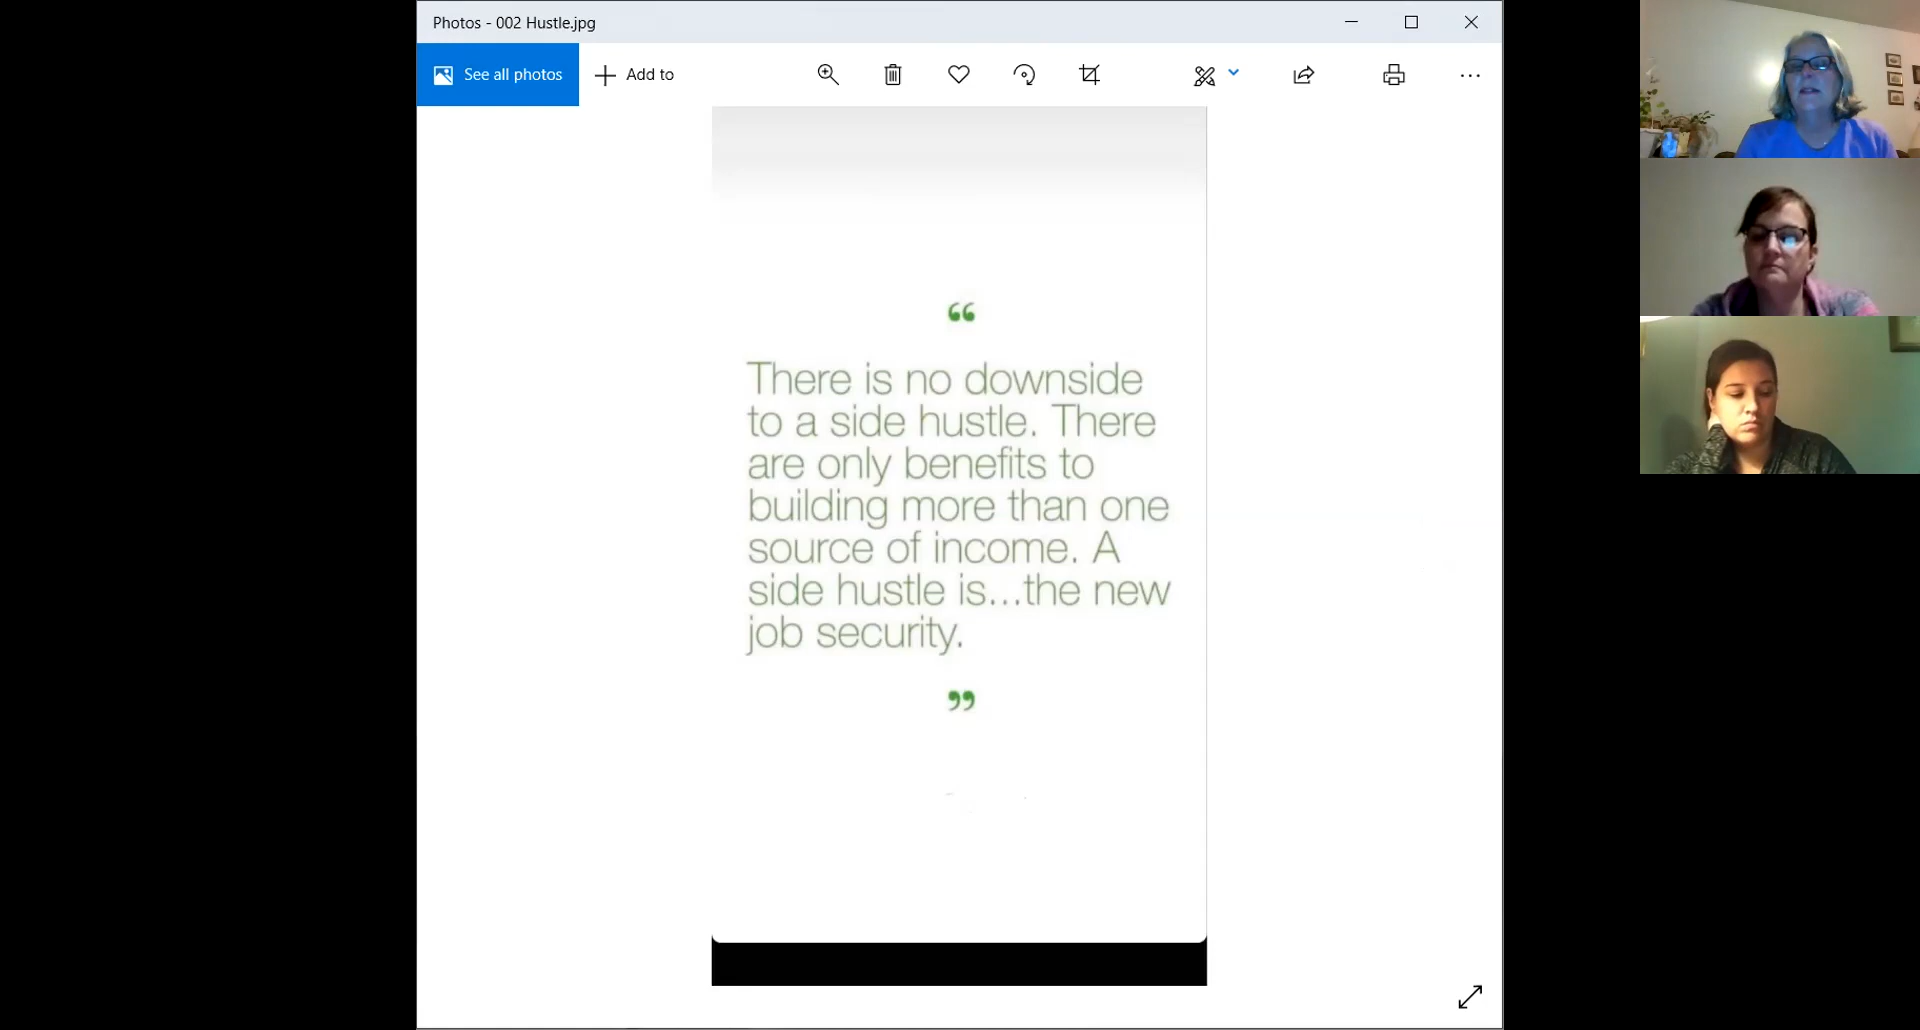 Photos - 002 Hustle.jpg
See all photos
Add to
“
There is no downside
to a side hustle. There
are only benefits to
building more than one
source of income. A
side hustle is...the new
job security.
”